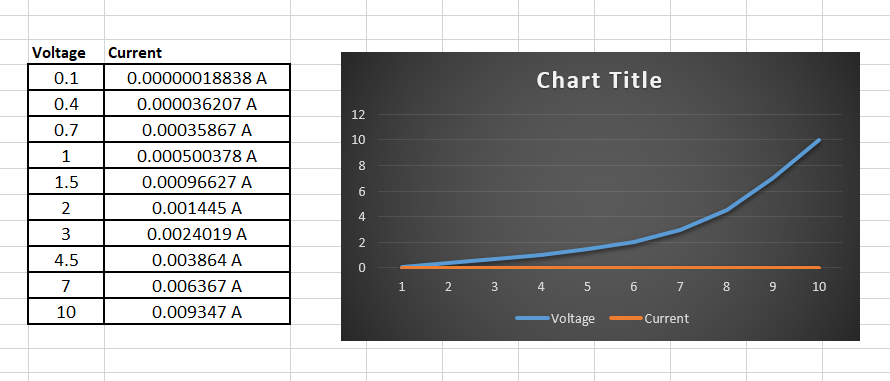 Voltage Current
0.1 0.00000018838 A
0.4 0.000036207 A
0.7 0.00035867 A
1 0.000500378 A
1.5 0.00096627 A
2 0.001445 A
3 0.0024019 A
4.5 0.003864 A
7 0.006367 A
10 0.009347 A
Chart Title
12
10
8
6
4
2
0
1 2 3 4 5 6 7 8 9 10
Voltage Current